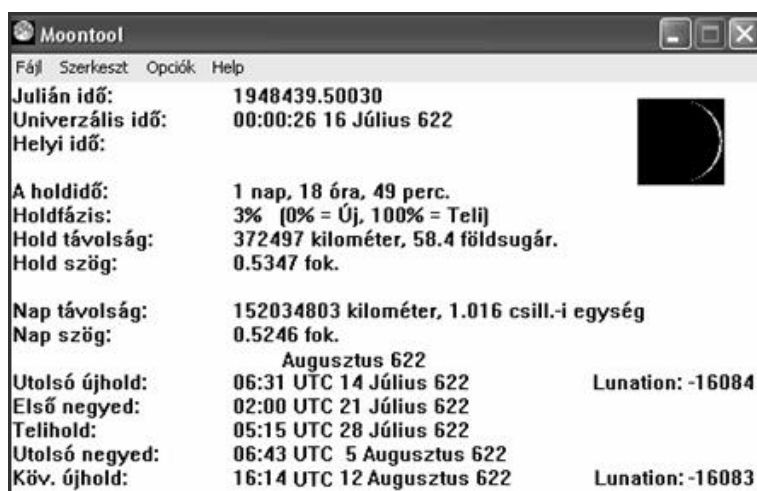 Moontool
Fájl Szerkeszt Opciók Help
Julián idő: 1948439.50030
Univerzális idő: 00:00:26 16 Július 622
Helyi idő:
A holdidő: 1 nap, 18 óra, 49 perc.
Holdfázis: 3% (0% = Új, 100% = Teli)
Hold távolság: 372497 kilométer, 58.4 földsugár.
Hold szög: 0.5347 fok.
Nap távolság: 152034803 kilométer, 1.016 csill.-i egység
Nap szög: 0.5246 fok.
Augusztus 622
Utolsó újhold: 06:31 UTC 14 Július 622 Lunation: -16084
Első negyed: 02:00 UTC 21 Július 622
Telihold: 05:15 UTC 28 Július 622
Utolsó negyed: 06:43 UTC 5 Augusztus 622
Köv. újhold: 16:14 UTC 12 Augusztus 622 Lunation: -16083